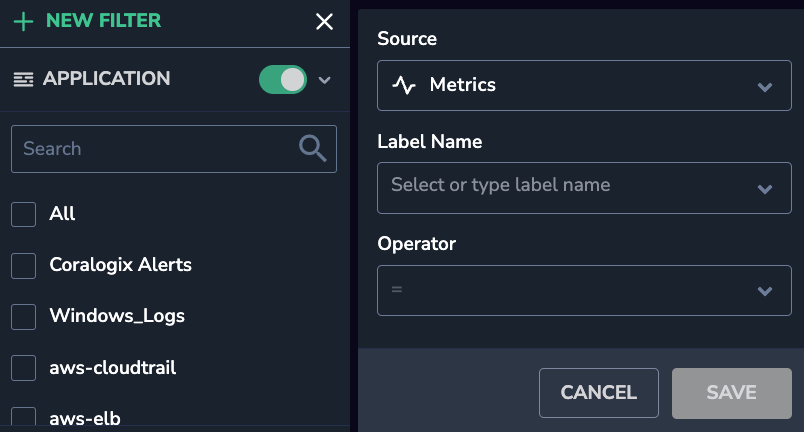 NEW FILTER
APPLICATION
Search
All
Coralogix Alerts
Windows_Logs
aws-cloudtrail
aws-elb
Source
Metrics
Label Name
Select or type label name
Operator
=
CANCEL
SAVE